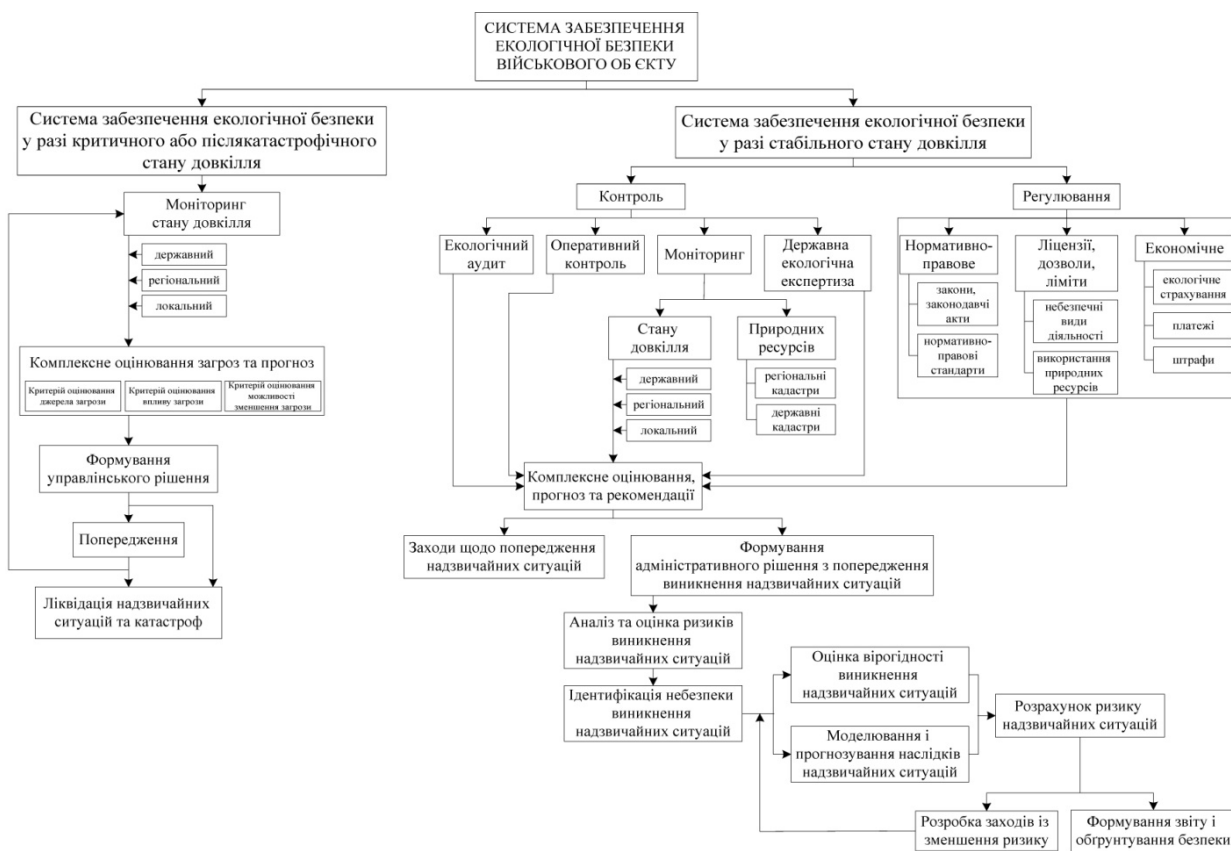 СИСТЕМА ЗАБЕЗПЕЧЕННЯ
ЕКОЛОГІЧНОЇ БЕЗПЕКИ
ВІЙСЬКОВОГО ОБ ЄКТУ
Система забезпечення екологічної безпеки
у разі критичного або післякатастрофічного
стану довкілля
Моніторинг
стану довкілля
державний
регіональний
локальний
Комплексне оцінювання загроз та прогноз
Критерій оцінювання
джерела загрози
Критерій оцінювання
впливу загрози
Критерій оцінювання
можливості
зменшення загрози
Формування
управлінського рішення
Попередження
Ліквідація надзвичайних
ситуацій та катастроф
Система забезпечення екологічної безпеки
у разі стабільного стану довкілля
Контроль
Екологічний
аудит
Оперативний
контроль
Моніторинг
Державна
екологічна
експертиза
Стану
довкілля
державний
регіональний
локальний
Природних
ресурсів
регіональні
кадастри
державні
кадастри
Регулювання
Нормативно-
правове
закони,
законодавчі
акти
нормативно-
правові
стандарти
Ліцензії,
дозволи,
ліміти
небезпечні
види
діяльності
використання
природних
ресурсів
Економічне
екологічне
страхування
платежі
штрафи
Комплексне оцінювання,
прогноз та рекомендації
Заходи щодо попередження
надзвичайних ситуацій
Формування
адміністративного рішення з попередження
виникнення надзвичайних ситуацій
Аналіз та оцінка ризиків
виникнення
надзвичайних ситуацій
Ідентифікація небезпеки
виникнення
надзвичайних ситуацій
Оцінка вірогідності
виникнення
надзвичайних ситуацій
Моделювання і
прогнозування наслідків
надзвичайних ситуацій
Розрахунок ризику
надзвичайних ситуацій
Розробка заходів із
зменшення ризику
Формування звіту і
обґрунтування безпеки